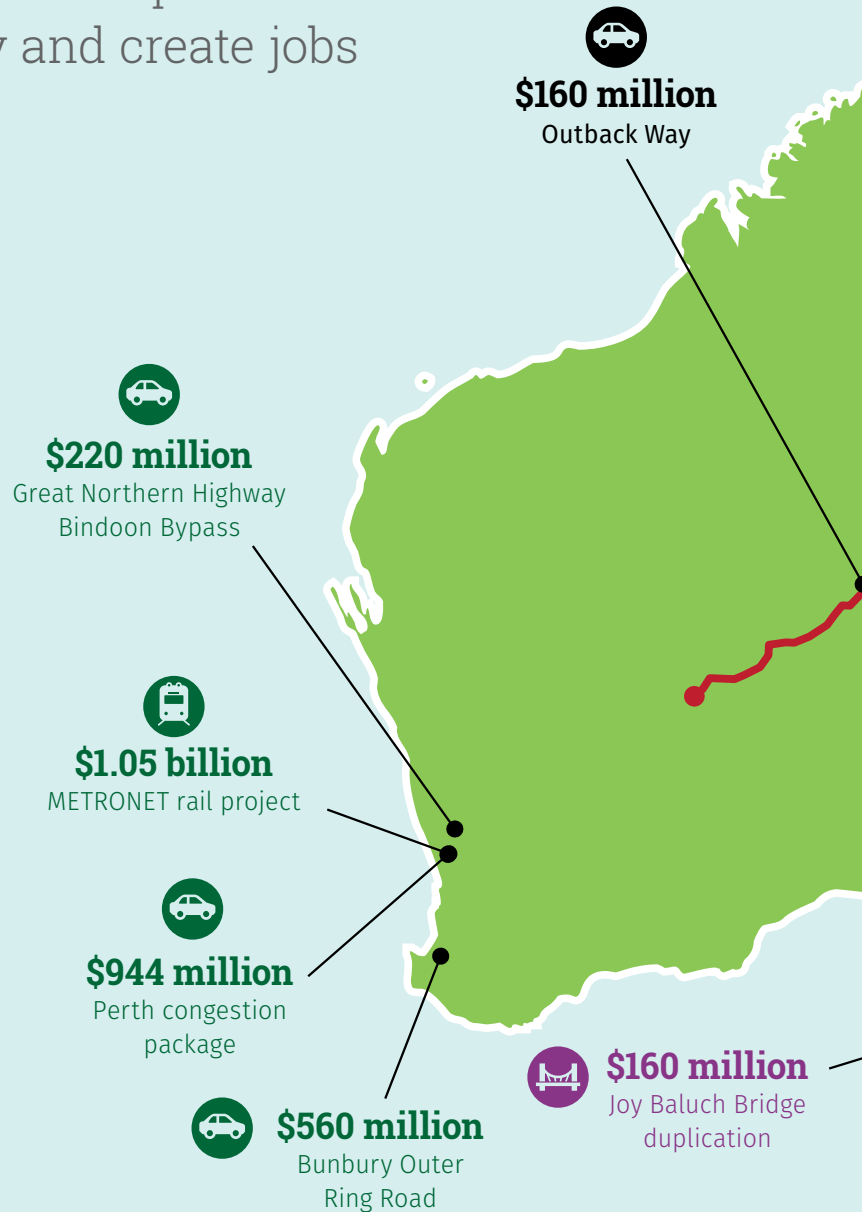 y and create jobs
$160 million
Outback Way
$220 million
Great Northern Highway
Bindoon Bypass
$1.05 billion
METRONET rail project
$944 million
Perth congestion
package
$560 million
Bunbury Outer
Ring Road
$160 million
Joy Baluch Bridge
duplication